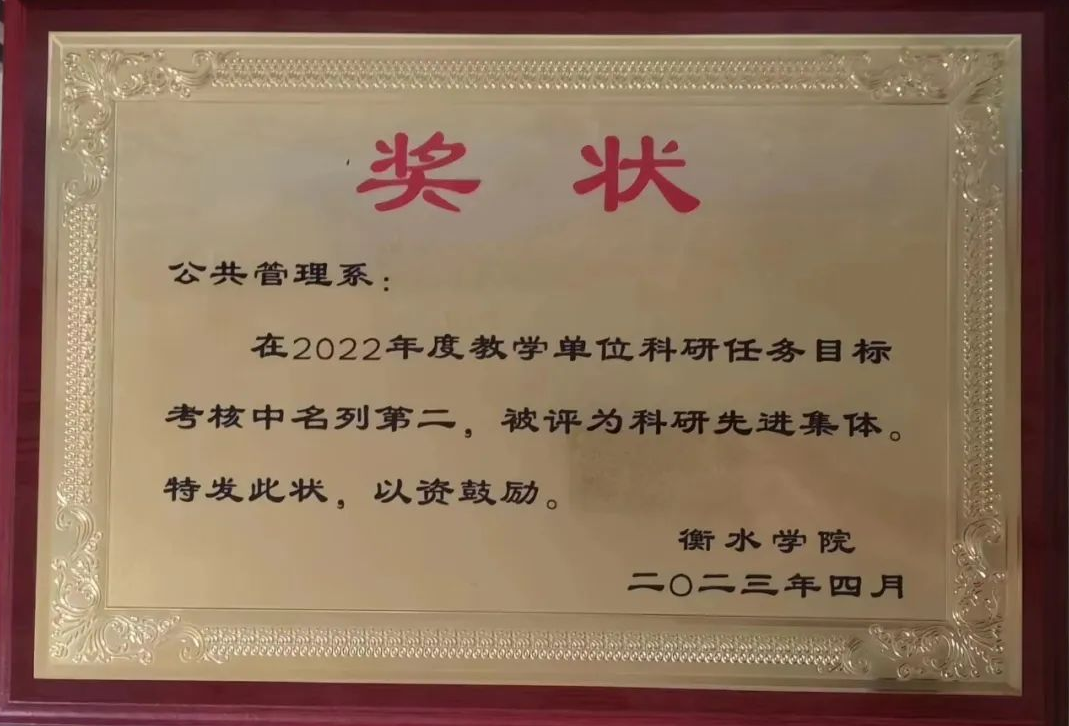 奖状
公共管理系：
在2022年度教学单位科研任务目标
考核中名列第二，被评为科研先进集体。
特发此状，以资鼓励。
衡水学院
二〇二三年四月